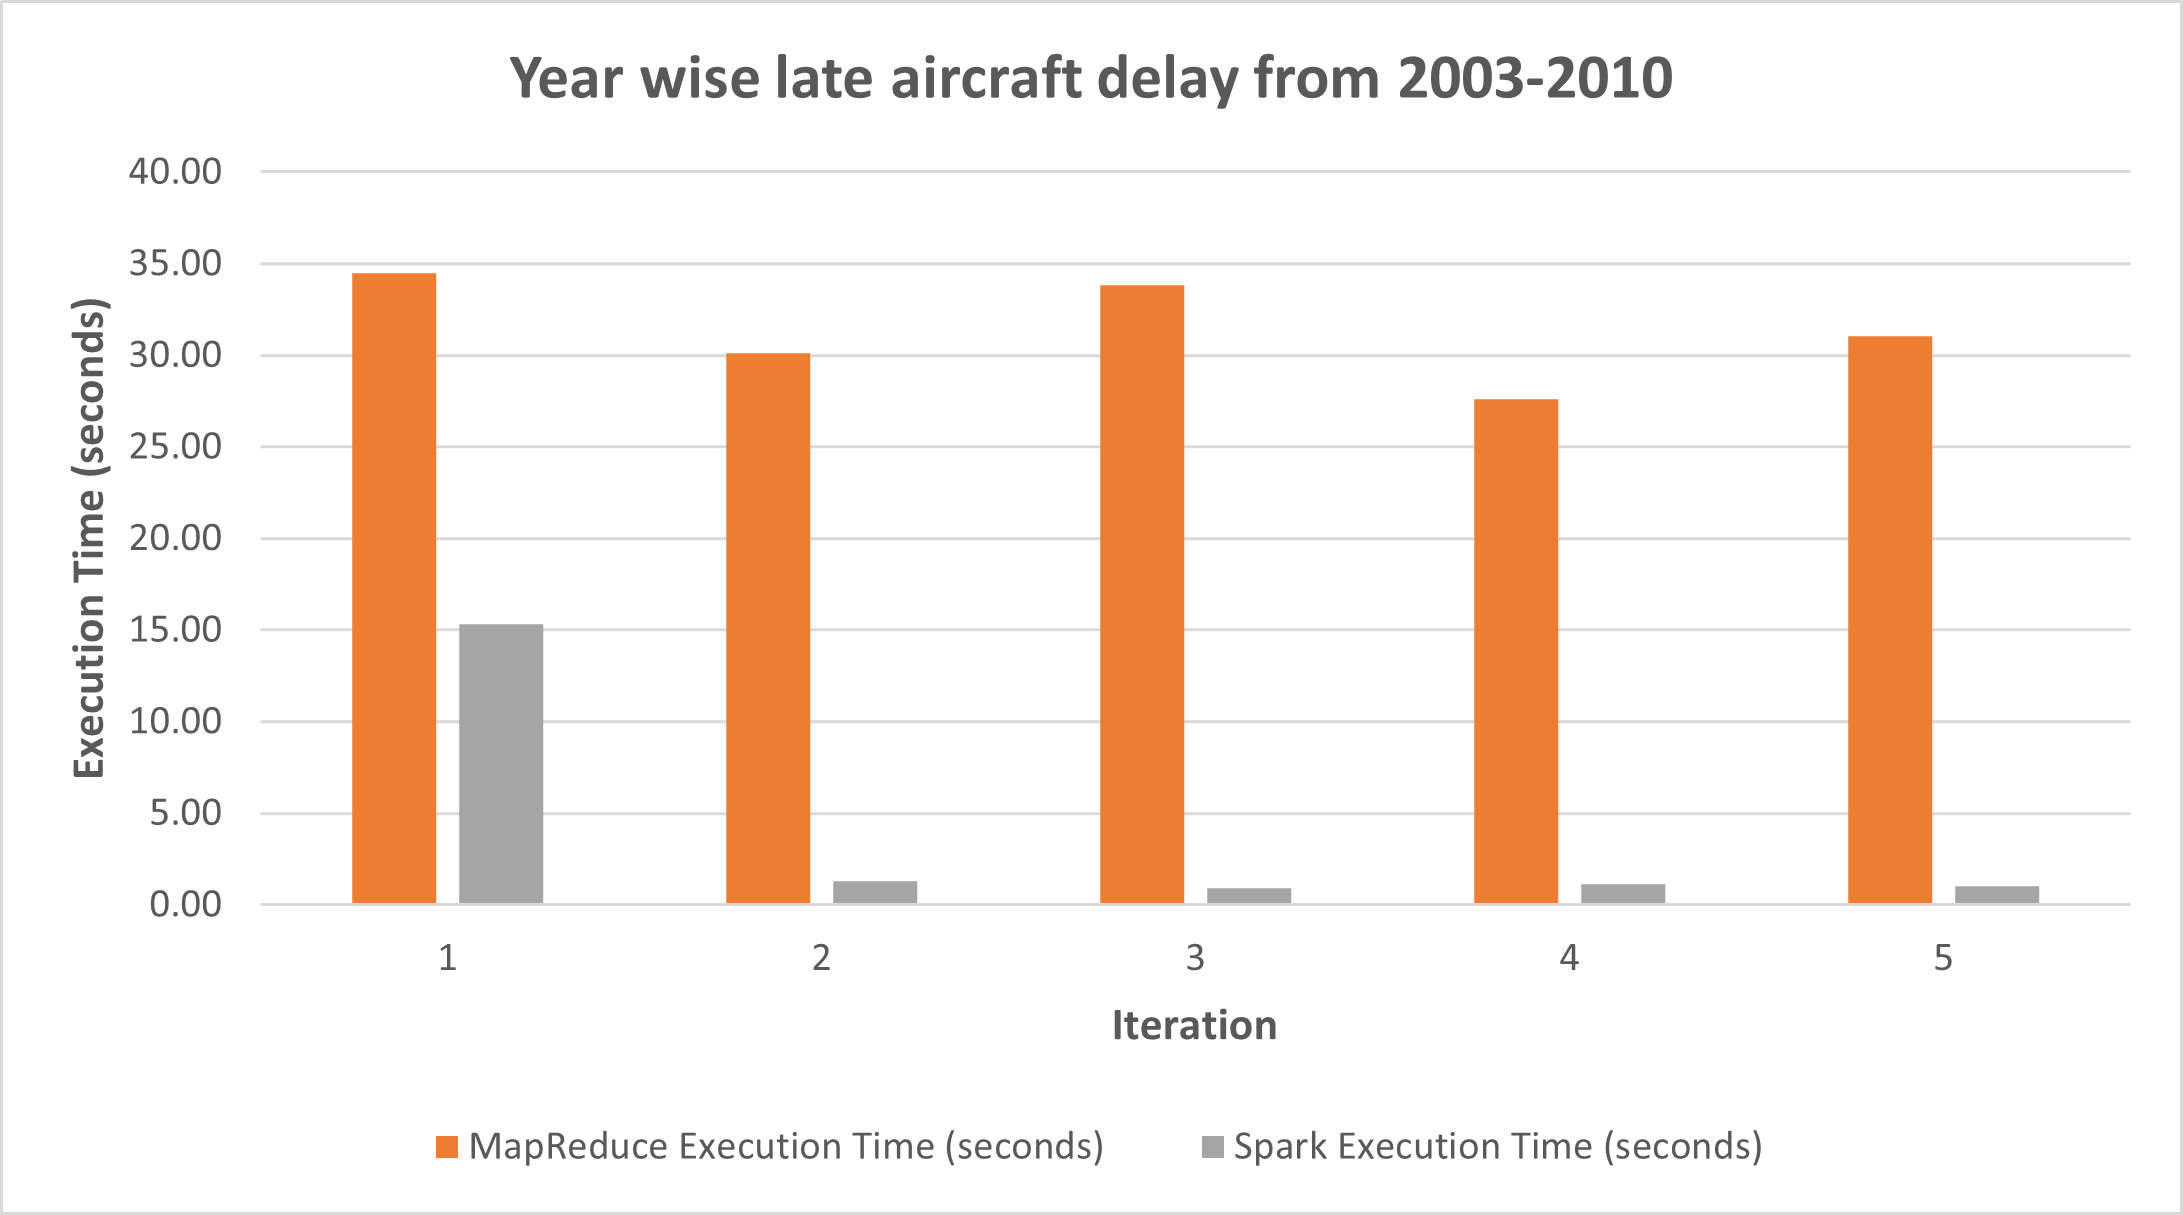 Year wise late aircraft delay from 2003-2010
40.00
35.00
30.00
25.00
20.00
15.00
10.00
5.00
0.00
Execution Time (seconds)
1 2 3 4 5
Iteration
MapReduce Execution Time (seconds) Spark Execution Time (seconds)